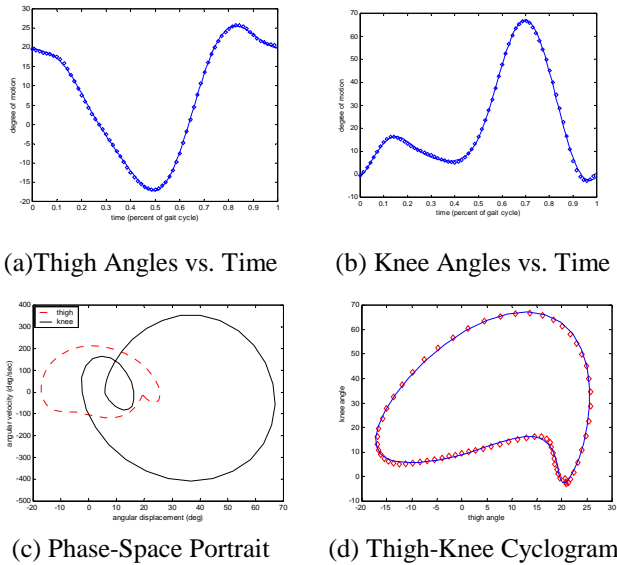 30
25
20
15
10
5
0
-5
-10
-15
-20
0 0.1 0.2 0.3 0.4 0.5 0.6 0.7 0.8 0.9 1
degree of motion
time (percent of gait cycle)
70
60
50
40
30
20
10
0
-10
0 0.1 0.2 0.3 0.4 0.5 0.6 0.7 0.8 0.9 1
degree of motion
time (percent of gait cycle)
(a)Thigh Angles vs. Time
(b) Knee Angles vs. Time
400
300
200
100
0
-100
-200
-300
-400
-500
-20 -10 0 10 20 30 40 50 60 70
thigh
knee
angular velocity (deg/sec)
angular displacement (deg)
70
60
50
40
30
20
10
0
-10
-20 -15 -10 -5 0 5 10 15 20 25 30
knee angle
thigh angle
(c) Phase-Space Portrait
(d) Thigh-Knee Cyclogram